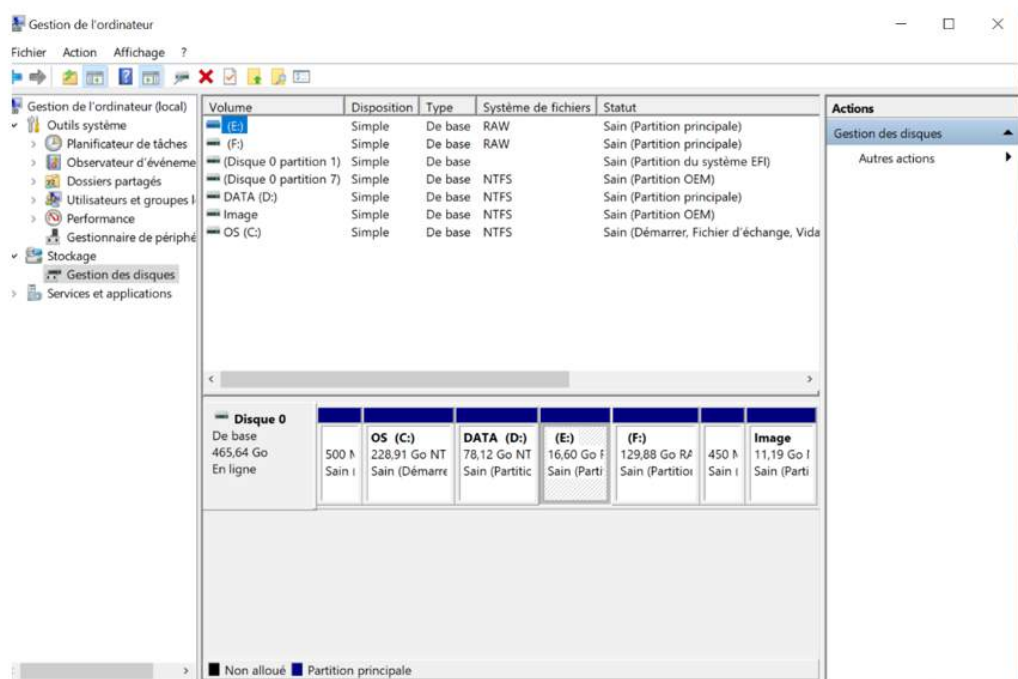 Gestion de l'ordinateur
Fichier Action Affichage ?
Gestion de l'ordinateur (local)
Outils système
Planificateur de tâches
Observateur d'événeme
Dossiers partagés
Utilisateurs et groupes l
Performance
Gestionnaire de périphé
Stockage
Gestion des disques
Services et applications
Volume Disposition Type Système de fichiers Statut
(E:) Simple De base RAW Sain (Partition principale)
(F:) Simple De base RAW Sain (Partition principale)
(Disque 0 partition 1) Simple De base Sain (Partition du système EFI)
(Disque 0 partition 7) Simple De base NTFS Sain (Partition OEM)
DATA (D:) Simple De base NTFS Sain (Partition principale)
Image Simple De base NTFS Sain (Partition OEM)
OS (C:) Simple De base NTFS Sain (Démarrer, Fichier d'échange, Vida
Actions
Gestion des disques
Autres actions
Disque 0
De base
465,64 Go
En ligne
500 M
Sain (
OS (C:)
228,91 Go NT
Sain (Démarre
DATA (D:)
78,12 Go NT
Sain (Partitic
(E:)
16,60 Go
Sain (Parti
(F:)
129,88 Go RA
Sain (Partitio
450 M
Sain (
Image
11,19 Go
Sain (Parti
Non alloué Partition principale